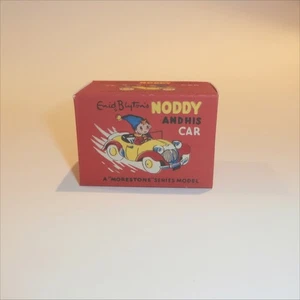 Enid Blyton's NODDY
AND HIS
CAR
A "MORESTONE" SERIES MODEL